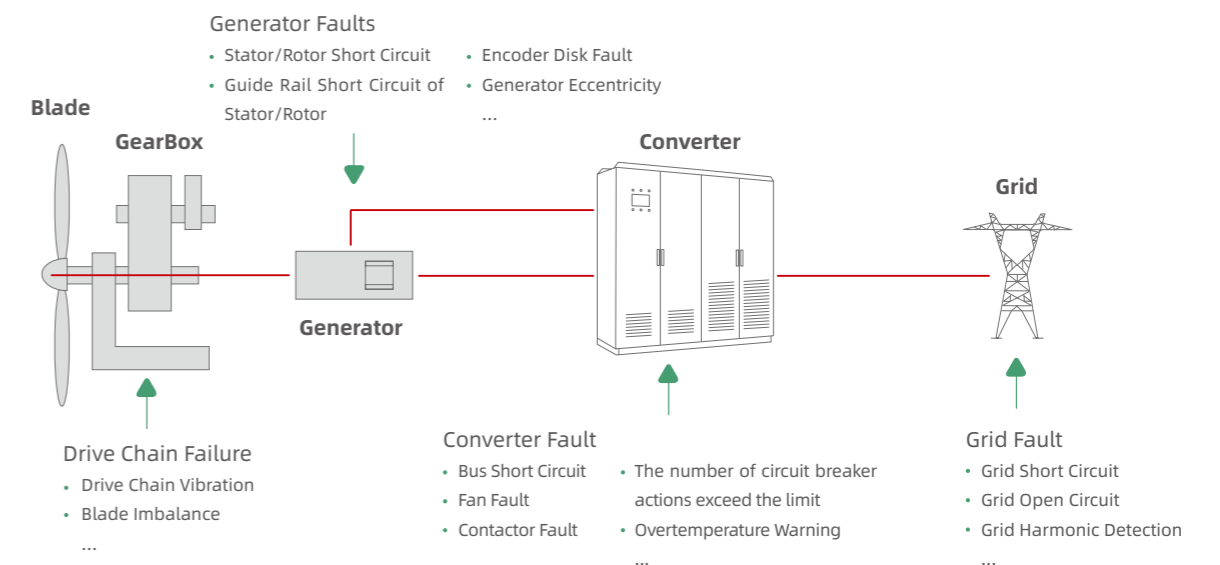 Generator Faults
• Stator/Rotor Short Circuit
• Guide Rail Short Circuit of
Stator/Rotor
• Encoder Disk Fault
• Generator Eccentricity
...
Blade
GearBox
Converter
Grid
Generator
Drive Chain Failure
• Drive Chain Vibration
• Blade Imbalance
...
Converter Fault
• Bus Short Circuit
• Fan Fault
• Contactor Fault
• The number of circuit breaker
actions exceed the limit
• Overtemperature Warning
...
Grid Fault
• Grid Short Circuit
• Grid Open Circuit
• Grid Harmonic Detection
...